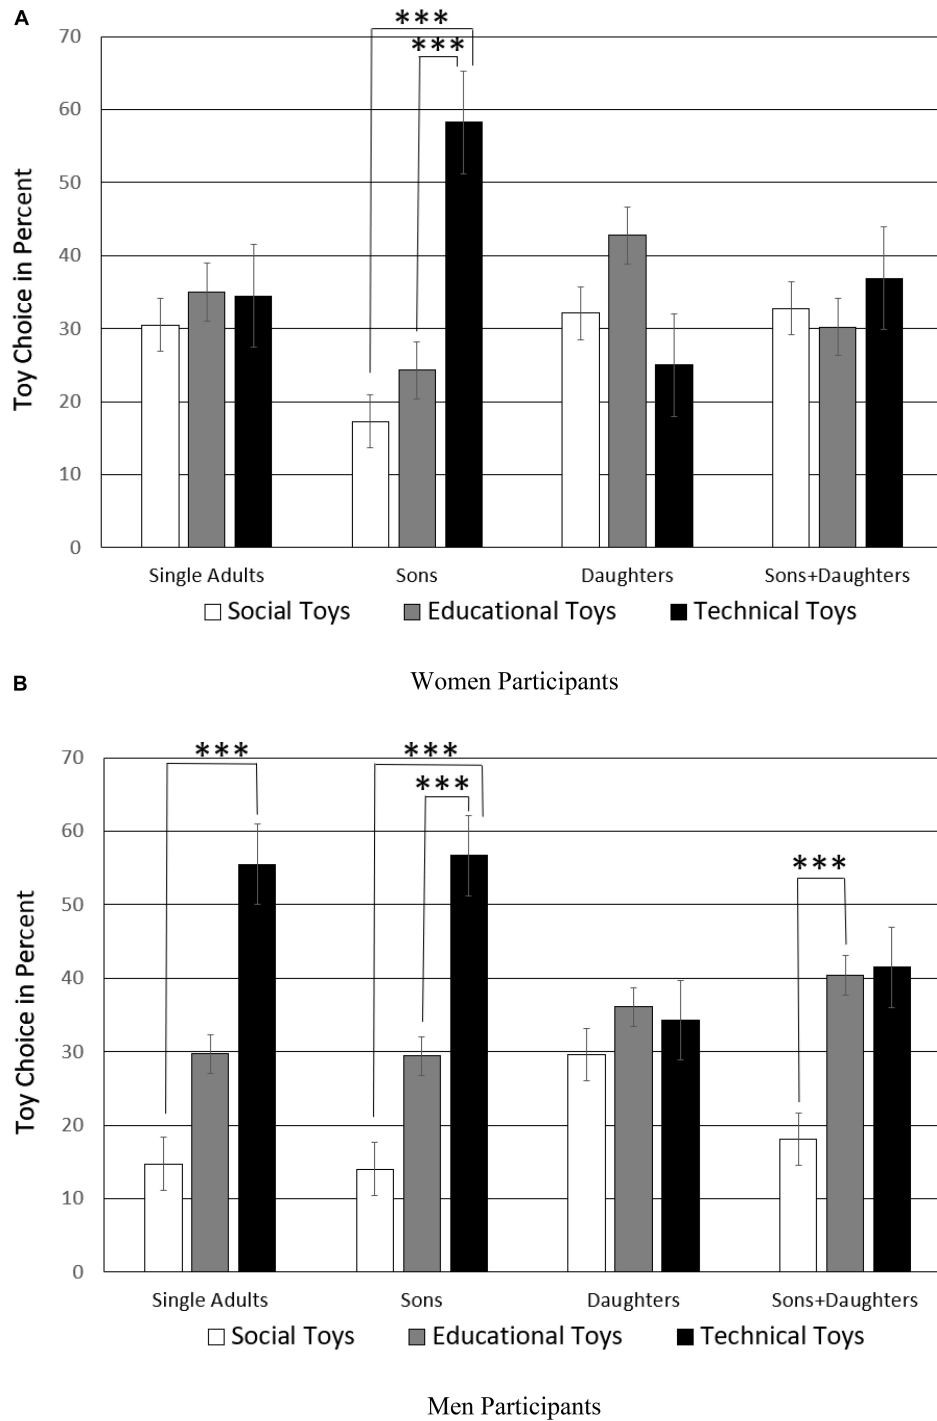 A
***
70
***
60
50
40
30
20
10
0
Toy Choice in Percent
Single Adults Sons Daughters Sons+Daughters
Social Toys Educational Toys Technical Toys
Women Participants
B
70
*** ***
***
60
***
50
40
30
20
10
0
Toy Choice in Percent
Single Adults Sons Daughters Sons+Daughters
Social Toys Educational Toys Technical Toys
Men Participants